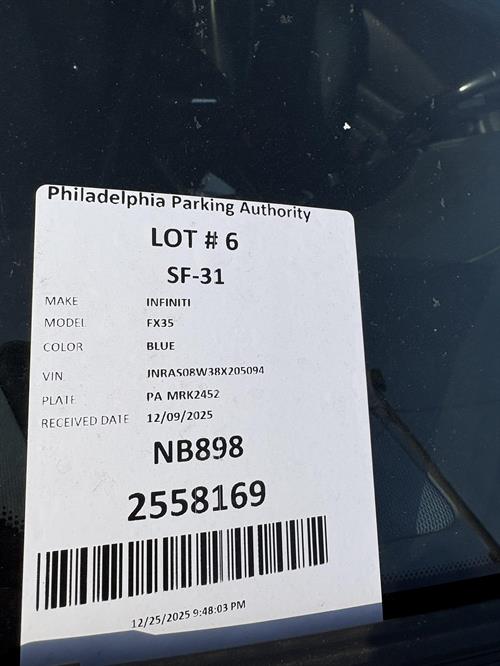 Philadelphia Parking Authority
LOT # 6
SF-31
MAKE INFINITI
MODEL FX35
COLOR BLUE
VIN JNRAS08W38X205094
PLATE PA MRK2452
RECEIVED DATE 12/09/2025
NB898
2558169
12/25/2025 9:48:03 PM